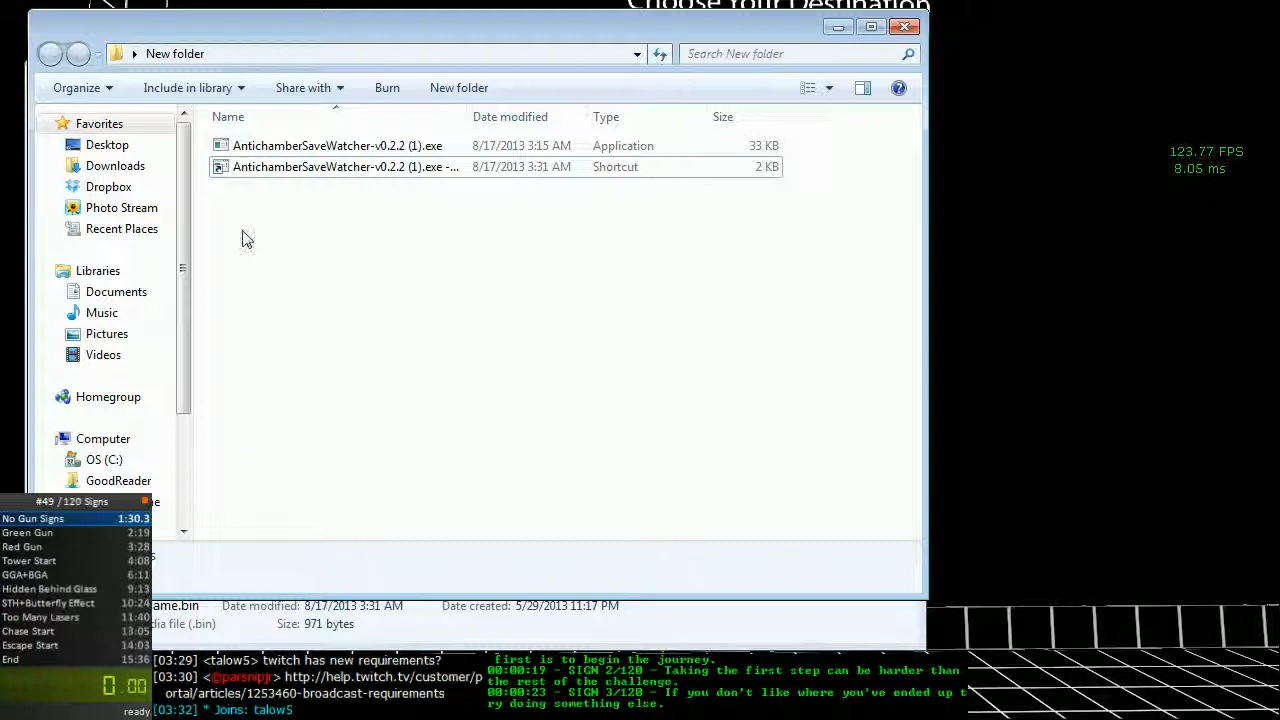 Choose Your Destination
New folder
Search New folder
Organize
Include in library
Share with
Burn
New folder
Name
Date modified
Type
Size
Favorites
Desktop
Downloads
Dropbox
Photo Stream
Recent Places
Libraries
Documents
Music
Pictures
Videos
Homegroup
Computer
OS (C:)
GoodReader
AntichamberSaveWatcher-v0.2.2 (1).exe 8/17/2013 3:15 AM Application 33 KB
AntichamberSaveWatcher-v0.2.2 (1).exe -... 8/17/2013 3:31 AM Shortcut 2 KB
123.77 FPS
8.05 ms
#49 / 120 Signs
No Gun Signs 1:30.3
Green Gun 2:19
Red Gun 3:28
Tower Start 4:08
GGA+BGA 6:11
Hidden Behind Glass 9:13
STH+Butterfly Effect 10:24
Too Many Lasers 11:40
Chase Start 13:05
Escape Start 14:03
End 15:36
0.00
ready
ame.bin Date modified: 8/17/2013 3:31 AM Date created: 5/29/2013 11:17 PM
dia file (.bin) Size: 971 bytes
[03:29] <talow5> twitch has new requirements?
[03:30] <@parsnipjr> http://help.twitch.tv/customer/p
ortal/articles/1253460-broadcast-requirements
[03:32] * Joins: talow5
first is to begin the journey.
00:00:19 - SIGN 2/120 - Taking the first step can be harder than
the rest of the challenge.
00:00:23 - SIGN 3/120 - If you don't like where you've ended up t
ry doing something else.